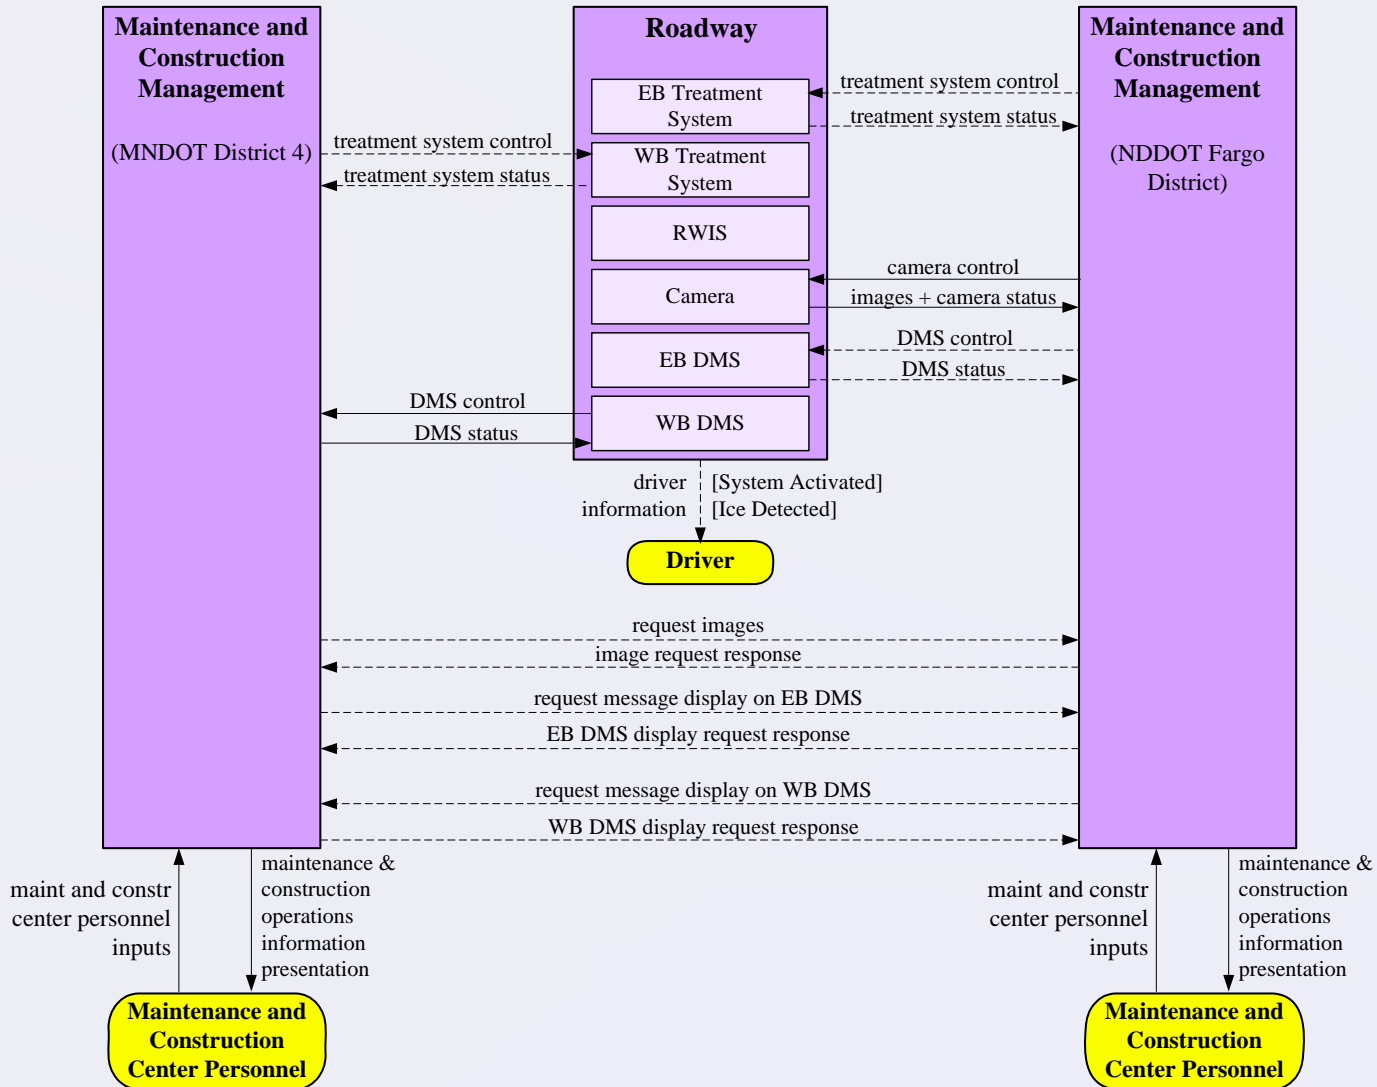 Maintenance and
Construction
Management
(MNDOT District 4)
Roadway
EB Treatment
System
WB Treatment
System
RWIS
Camera
EB DMS
WB DMS
Maintenance and
Construction
Management
(NDDOT Fargo
District)
treatment system control
treatment system status
treatment system control
treatment system status
camera control
images + camera status
DMS control
DMS status
DMS control
DMS status
driver
information
[System Activated]
[Ice Detected]
Driver
request images
image request response
request message display on EB DMS
EB DMS display request response
request message display on WB DMS
WB DMS display request response
maint and constr
center personnel
inputs
maintenance &
construction
operations
information
presentation
maint and constr
center personnel
inputs
maintenance &
construction
operations
information
presentation
Maintenance and
Construction
Center Personnel
Maintenance and
Construction
Center Personnel